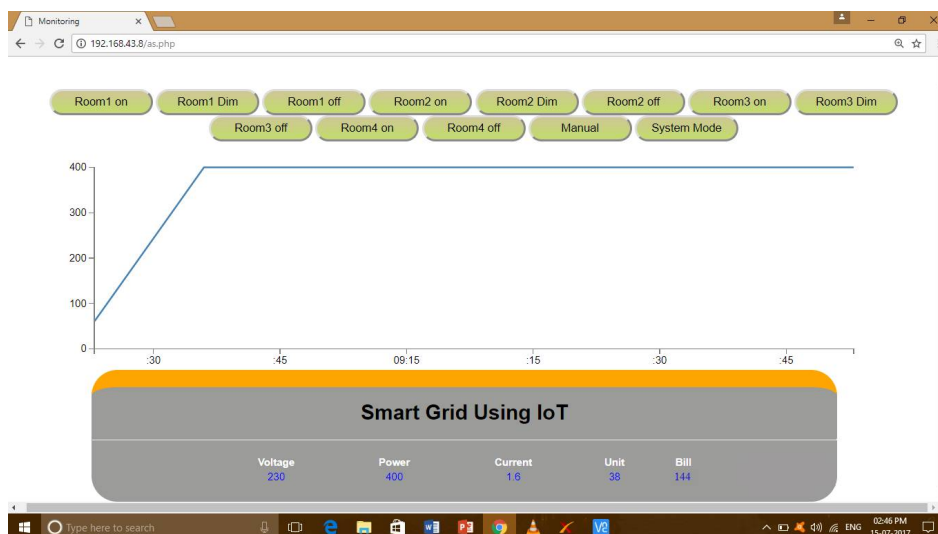 Monitoring
192.168.43.8/as.php
Room1 on Room1 Dim Room1 off Room2 on Room2 Dim Room2 off Room3 on Room3 Dim
Room3 off Room4 on Room4 off Manual System Mode
400
300
200
100
0
:30 :45 09:15 :15 :30 :45
Smart Grid Using IoT
Voltage Power Current Unit Bill
230 400 1.6 38 144
Type here to search ENG 02:46 PM
15-07-2017